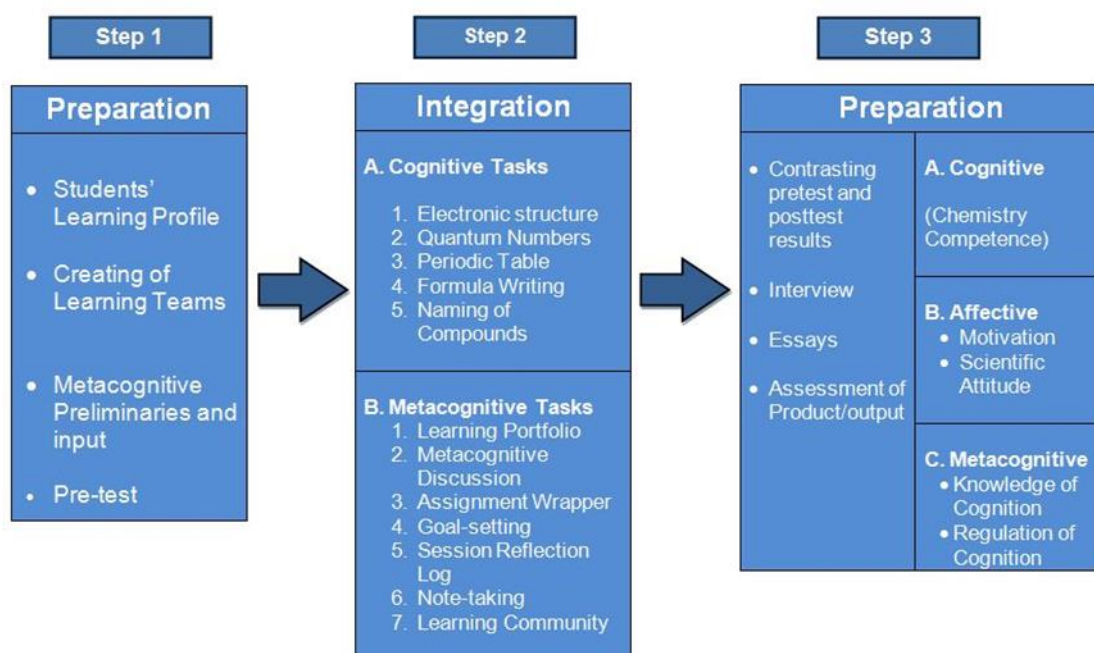 Step 1
Preparation
• Students'
Learning Profile
• Creating of
Learning Teams
• Metacognitive
Preliminaries and
input
• Pre-test
Step 2
Integration
A. Cognitive Tasks
1. Electronic structure
2. Quantum Numbers
3. Periodic Table
4. Formula Writing
5. Naming of
Compounds
B. Metacognitive Tasks
1. Learning Portfolio
2. Metacognitive
Discussion
3. Assignment Wrapper
4. Goal-setting
5. Session Reflection
Log
6. Note-taking
7. Learning Community
Step 3
Preparation
• Contrasting
pretest and
posttest
results
• Interview
• Essays
• Assessment of
Product/output
A. Cognitive
(Chemistry
Competence)
B. Affective
• Motivation
• Scientific
Attitude
C. Metacognitive
• Knowledge of
Cognition
• Regulation of
Cognition